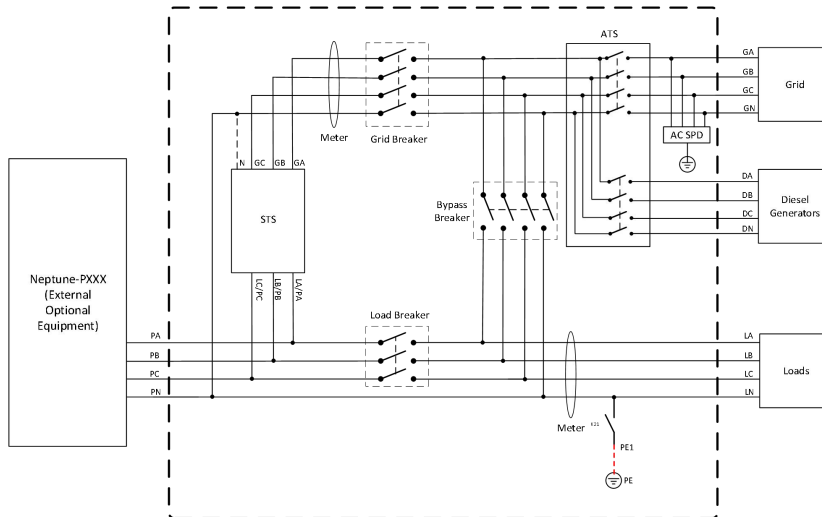 ATS
GA
GB
GC
GN
Grid
Meter
Grid Breaker
AC SPD
N GC GB GA
STS
LC/PC
LB/PB
LA/PA
Bypass
Breaker
DA
DB
DC
DN
Diesel
Generators
Neptune-PXXX
(External
Optional
Equipment)
Load Breaker
PA
PB
PC
PN
LA
LB
LC
LN
Loads
Meter
PE1
PE